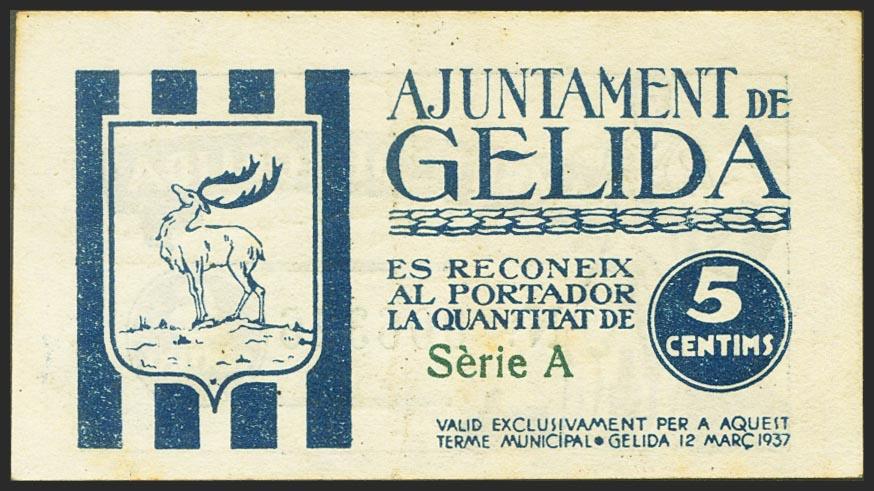 AJUNTAMENT DE
GELIDA
ES RECONEIX
AL PORTADOR
LA QUANTITAT DE
5
CENTIMS
Sèrie A
VALID EXCLUSIVAMENT PER A AQUEST
TERME MUNICIPAL • GELIDA 12 MARÇ 1937